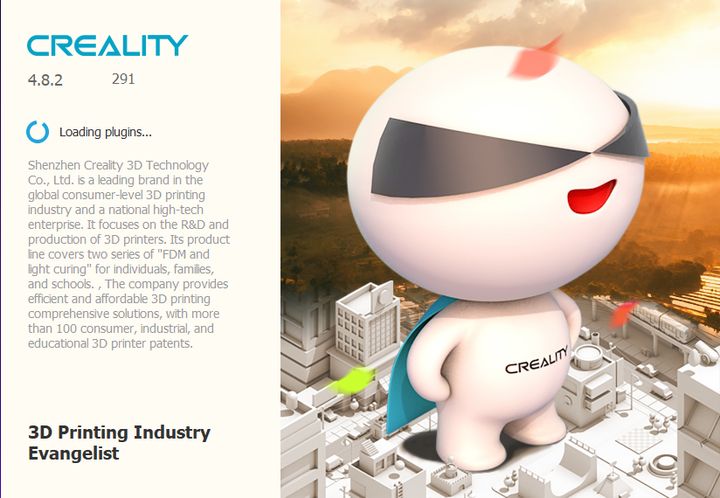 CREALITY
4.8.2 291
Loading plugins...
Shenzhen Creality 3D Technology
Co., Ltd. is a leading brand in the
global consumer-level 3D printing
industry and a national high-tech
enterprise. It focuses on the R&D and
production of 3D printers. Its product
line covers two series of "FDM and
light curing" for individuals, families,
and schools. , The company provides
efficient and affordable 3D printing
comprehensive solutions, with more
than 100 consumer, industrial, and
educational 3D printer patents.
3D Printing Industry
Evangelist
CREALITY